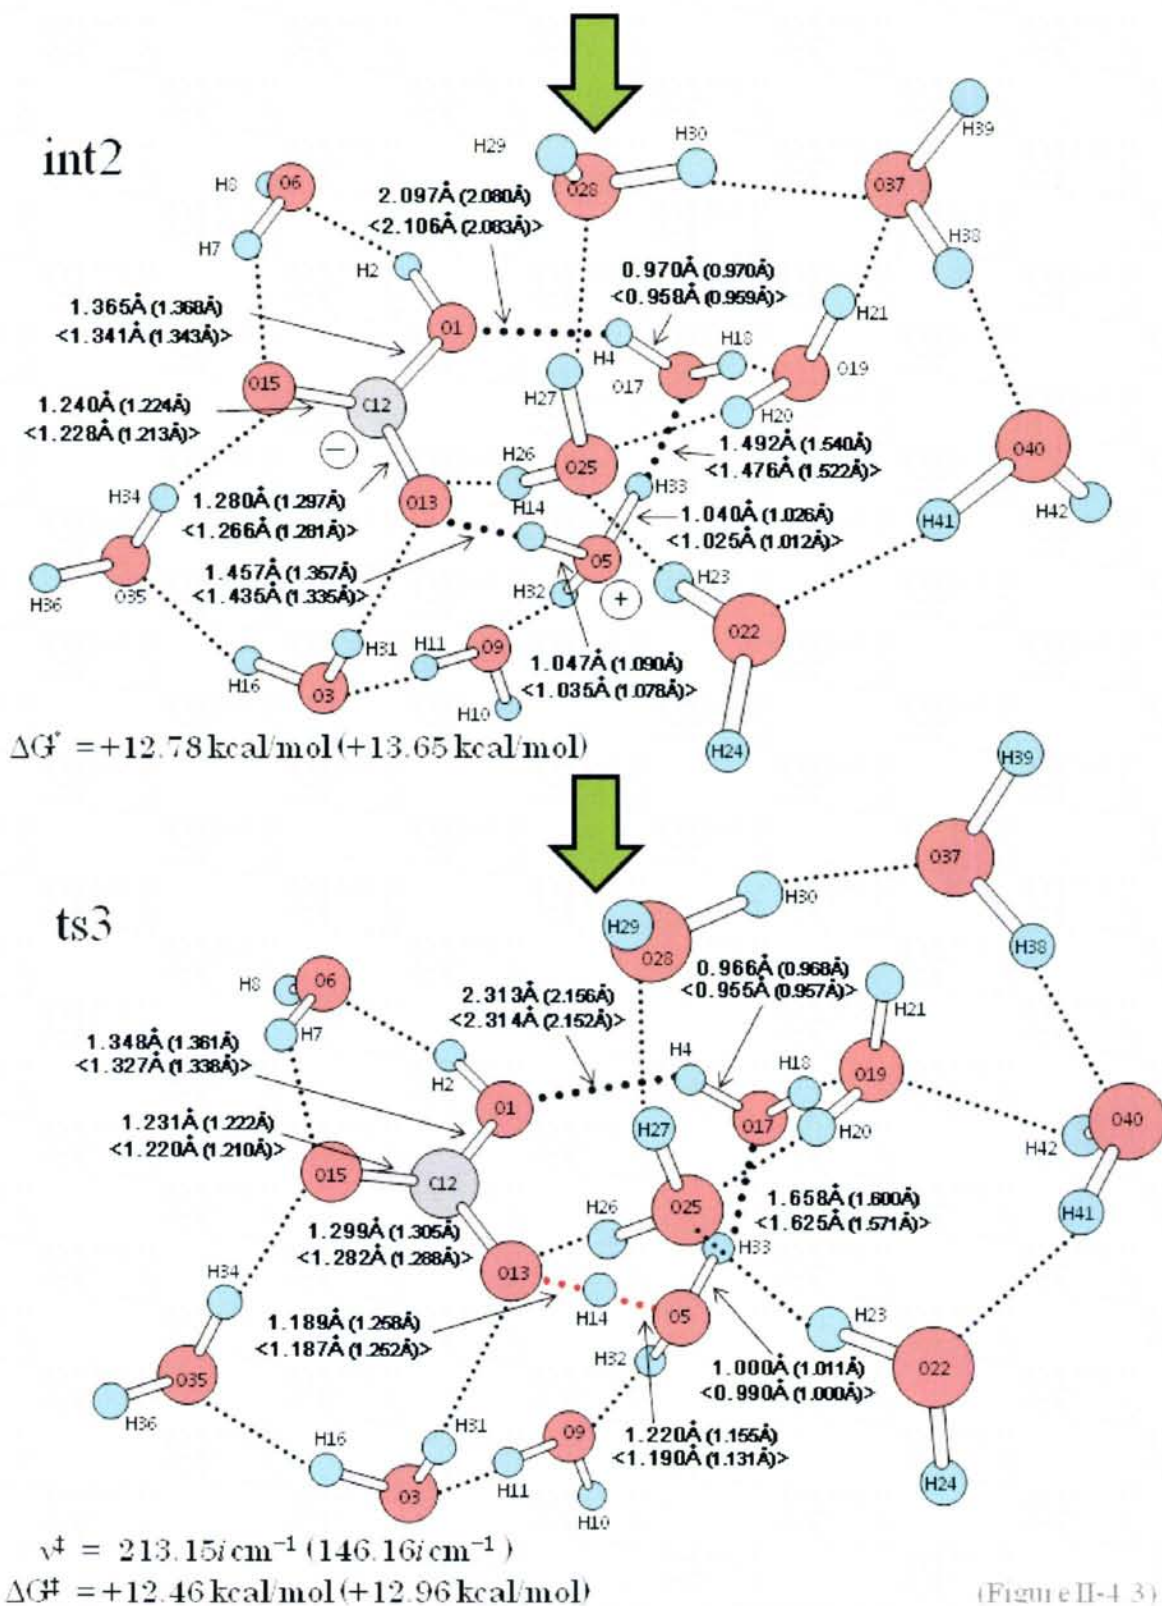 int2
H29
H30
H39
H8
O6
O28
O37
2.097Å (2.080Å)
<2.106Å (2.083Å)>
H7
H38
H2
0.970Å (0.970Å)
<0.958Å (0.959Å)>
1.365Å (1.368Å)
<1.341Å (1.343Å)>
O1
H21
H4
H18
O17
O19
O15
C12
H27
H20
1.240Å (1.224Å)
<1.228Å (1.213Å)>
−
1.492Å (1.540Å)
<1.476Å (1.522Å)>
H26
O25
O40
H14
H33
H34
O13
1.280Å (1.297Å)
<1.266Å (1.281Å)>
H42
H41
1.040Å (1.026Å)
<1.025Å (1.012Å)>
O5
1.457Å (1.357Å)
<1.435Å (1.335Å)>
H36
O35
H32
+
H23
O22
H31
H11
O9
H16
O3
1.047Å (1.090Å)
<1.035Å (1.078Å)>
H10
H24
ΔG* = +12.78 kcal/mol (+13.65 kcal/mol)
H39
O37
ts3
H30
H29
O28
H38
H8
O6
0.966Å (0.968Å)
<0.955Å (0.957Å)>
H21
2.313Å (2.156Å)
<2.314Å (2.152Å)>
H7
1.348Å (1.361Å)
<1.327Å (1.338Å)>
H2
H4
H18
O19
O1
O17
O40
1.231Å (1.222Å)
<1.220Å (1.210Å)>
H27
H20
H42
O15
C12
1.658Å (1.600Å)
<1.625Å (1.571Å)>
H26
O25
H41
1.299Å (1.305Å)
<1.282Å (1.288Å)>
H33
O13
H34
H14
O5
H23
1.189Å (1.258Å)
<1.187Å (1.252Å)>
H32
O22
1.000Å (1.011Å)
<0.990Å (1.000Å)>
O35
H36
H31
O9
1.220Å (1.155Å)
<1.190Å (1.131Å)>
H16
H11
O3
H24
H10
ν‡ = 213.15i cm⁻¹ (146.16i cm⁻¹)
ΔG‡ = +12.46 kcal/mol (+12.96 kcal/mol)
(Figure II-4 3)